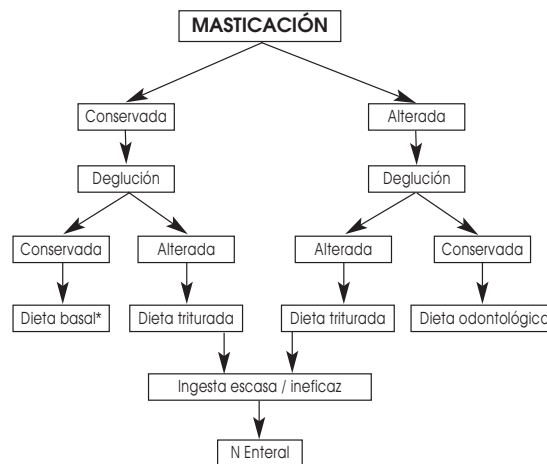 MASTICACIÓN
Conservada
Alterada
Deglución
Deglución
Conservada
Alterada
Alterada
Conservada
Dieta basal*
Dieta triturada
Dieta triturada
Dieta odontológica
Ingesta escasa / ineficaz
N Enteral